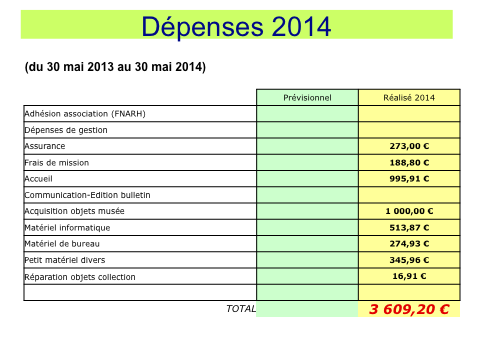 Dépenses 2014
(du 30 mai 2013 au 30 mai 2014)
Prévisionnel Réalisé 2014
Adhésion association (FNARH)
Dépenses de gestion
Assurance 273,00 €
Frais de mission 188,80 €
Accueil 995,91 €
Communication-Edition bulletin
Acquisition objets musée 1 000,00 €
Matériel informatique 513,87 €
Matériel de bureau 274,93 €
Petit matériel divers 345,96 €
Réparation objets collection 16,91 €
TOTAL 3 609,20 €